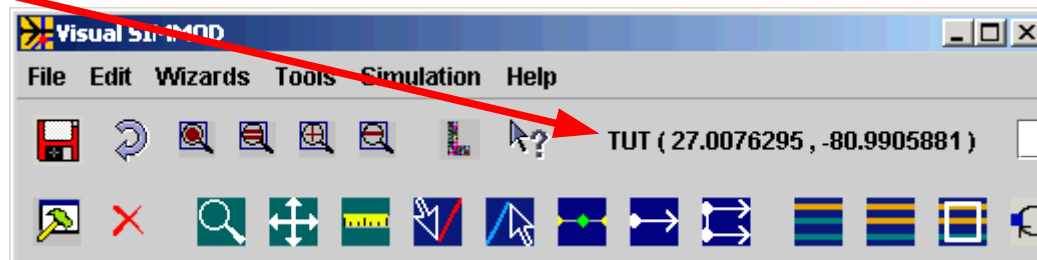 Visual SIMMOD
File Edit Wizards Tools Simulation Help
TUT ( 27.0076295 , -80.9905881 )